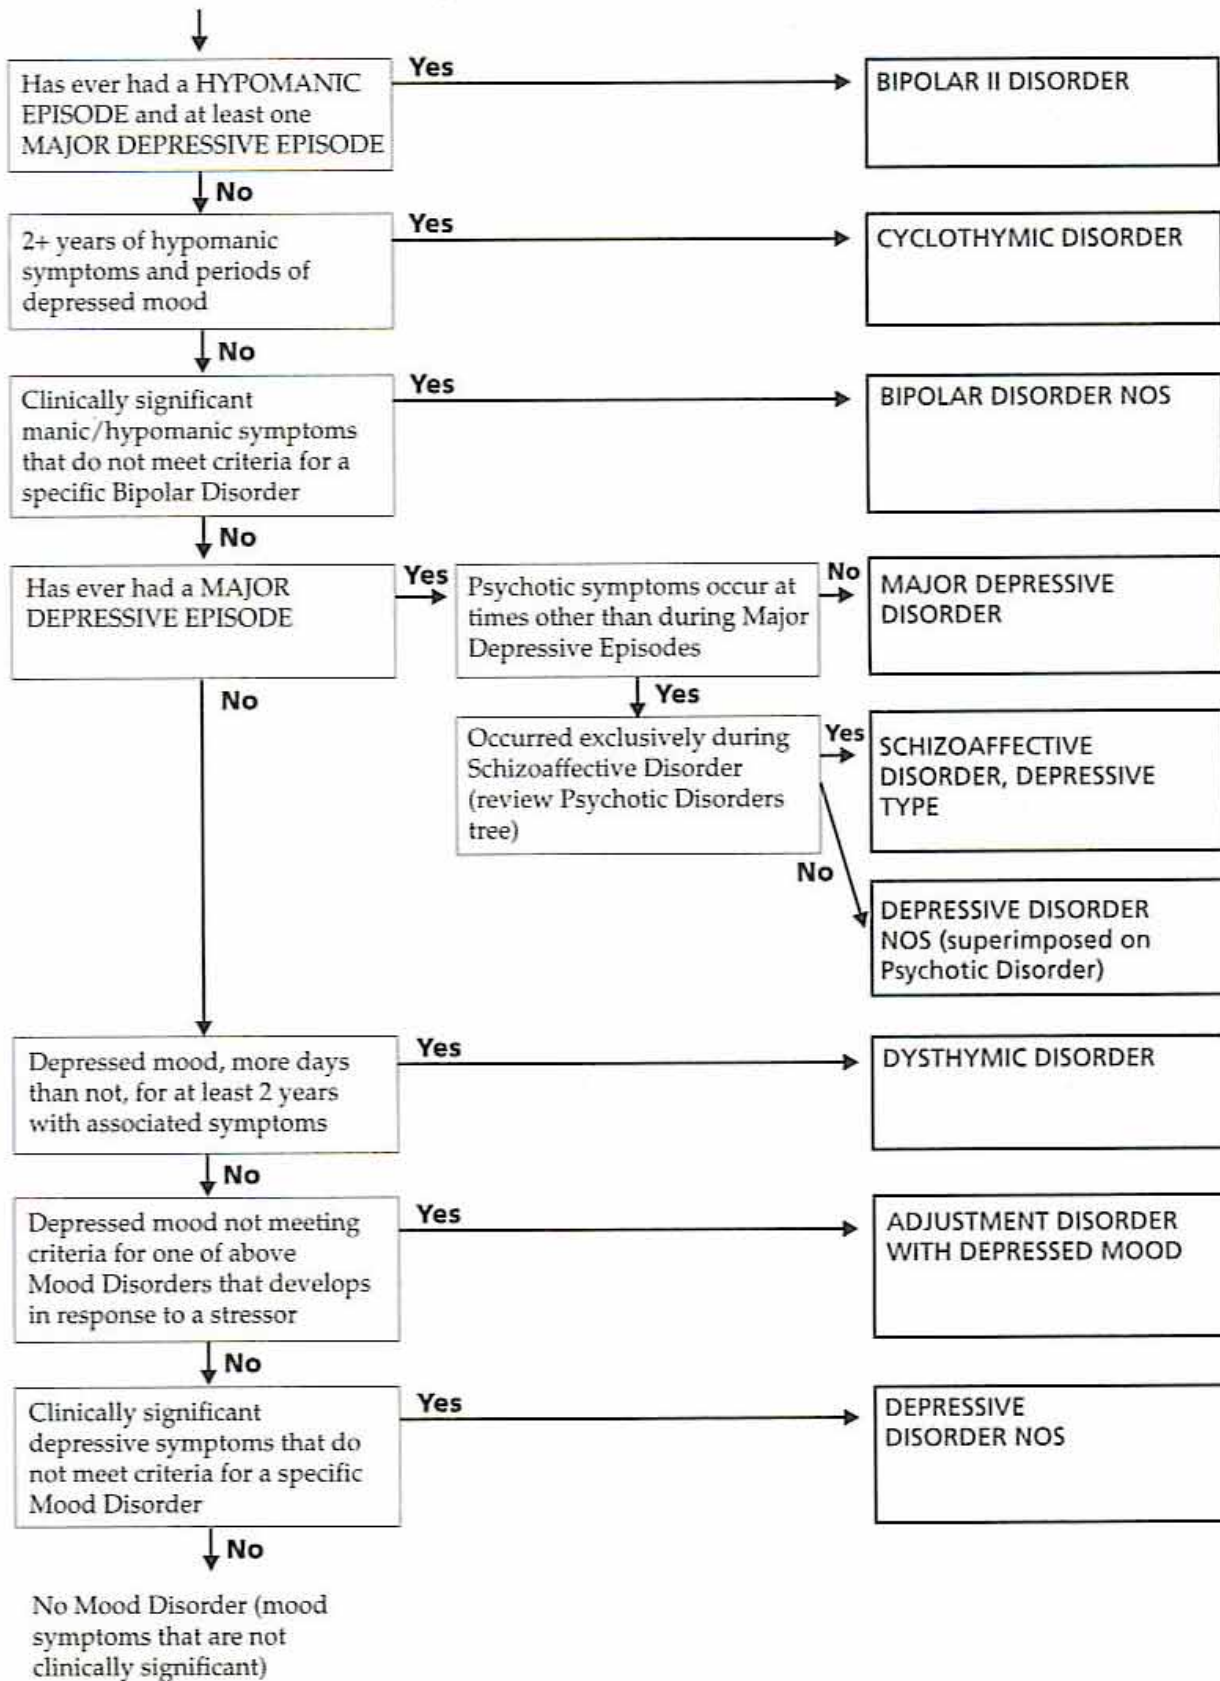 Has ever had a HYPOMANIC
EPISODE and at least one
MAJOR DEPRESSIVE EPISODE
Yes
BIPOLAR II DISORDER
No
2+ years of hypomanic
symptoms and periods of
depressed mood
Yes
CYCLOTHYMIC DISORDER
No
Clinically significant
manic/hypomanic symptoms
that do not meet criteria for a
specific Bipolar Disorder
Yes
BIPOLAR DISORDER NOS
No
Has ever had a MAJOR
DEPRESSIVE EPISODE
Yes
Psychotic symptoms occur at
times other than during Major
Depressive Episodes
No
MAJOR DEPRESSIVE
DISORDER
Yes
Occurred exclusively during
Schizoaffective Disorder
(review Psychotic Disorders
tree)
Yes
SCHIZOAFFECTIVE
DISORDER, DEPRESSIVE
TYPE
No
DEPRESSIVE DISORDER
NOS (superimposed on
Psychotic Disorder)
No
Depressed mood, more days
than not, for at least 2 years
with associated symptoms
Yes
DYSTHYMIC DISORDER
No
Depressed mood not meeting
criteria for one of above
Mood Disorders that develops
in response to a stressor
Yes
ADJUSTMENT DISORDER
WITH DEPRESSED MOOD
No
Clinically significant
depressive symptoms that do
not meet criteria for a specific
Mood Disorder
Yes
DEPRESSIVE
DISORDER NOS
No
No Mood Disorder (mood
symptoms that are not
clinically significant)